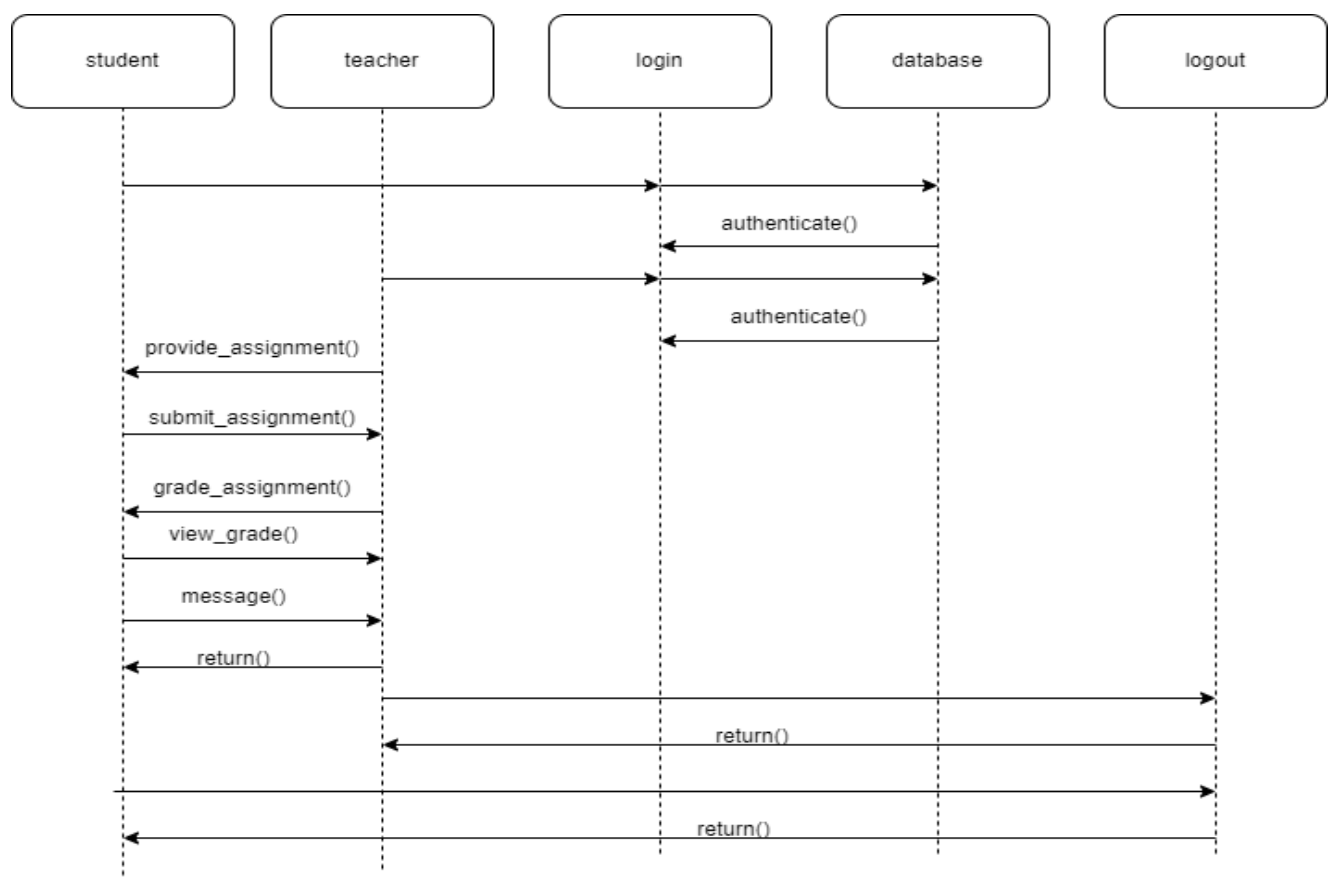 student
teacher
login
database
logout
authenticate()
authenticate()
provide_assignment()
submit_assignment()
grade_assignment()
view_grade()
message()
return()
return()
return()